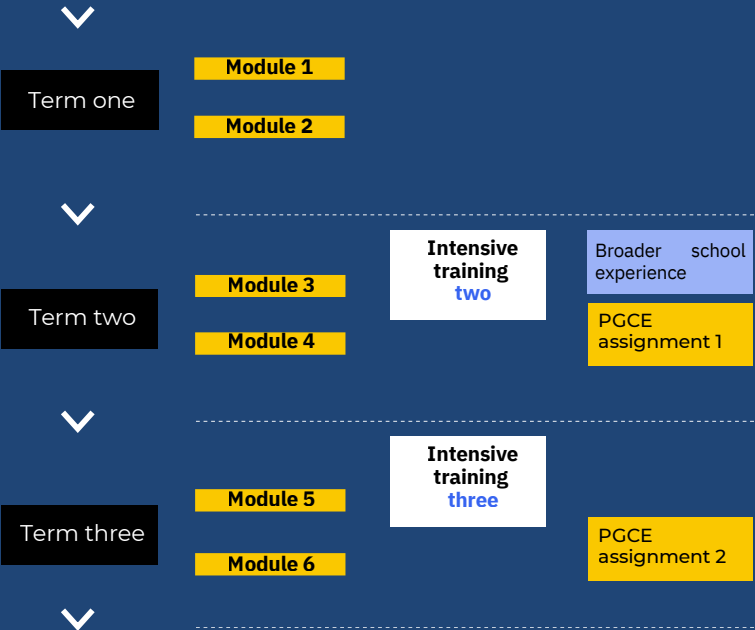 Term one
Module 1
Module 2
Term two
Module 3
Module 4
Intensive
training
two
Broader school
experience
PGCE
assignment 1
Term three
Module 5
Module 6
Intensive
training
three
PGCE
assignment 2